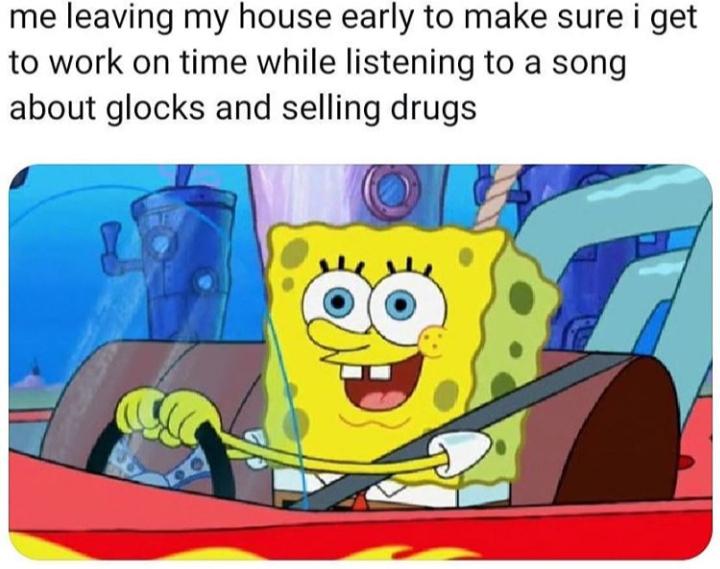 me leaving my house early to make sure i get
to work on time while listening to a song
about glocks and selling drugs